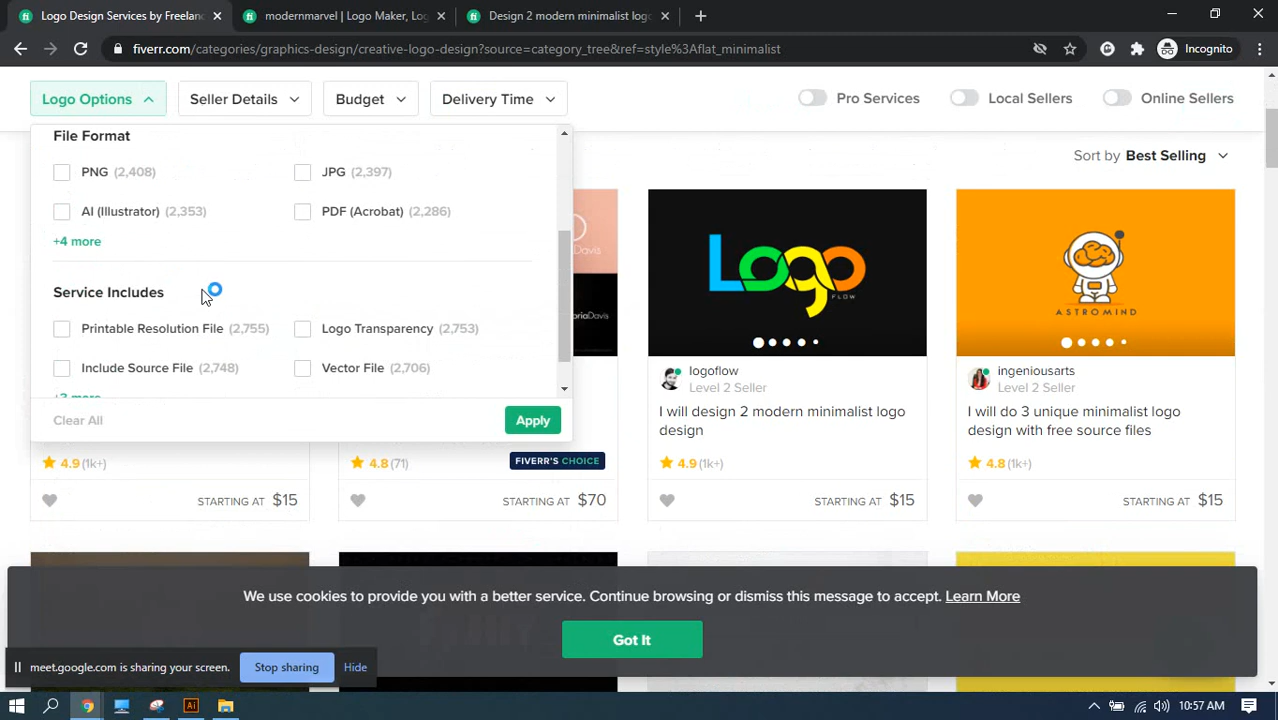 Logo Design Services by Freelan
modernmarvel | Logo Maker, Log
Design 2 modern minimalist logo
fiverr.com/categories/graphics-design/creative-logo-design?source=category_tree&ref=style%3Aflat_minimalist
Incognito
Logo Options
Seller Details
Budget
Delivery Time
Pro Services
Local Sellers
Online Sellers
Sort by Best Selling
File Format
PNG (2,408)
JPG (2,397)
AI (Illustrator) (2,353)
PDF (Acrobat) (2,286)
+4 more
Service Includes
Printable Resolution File (2,755)
Logo Transparency (2,753)
Include Source File (2,748)
Vector File (2,706)
Clear All
Apply
Davis
oriaDavis
Logo
FLOW
ASTROMIND
logoflow
Level 2 Seller
I will design 2 modern minimalist logo
design
ingeniousarts
Level 2 Seller
I will do 3 unique minimalist logo
design with free source files
4.9 (1k+)
4.8 (71)
FIVERR'S CHOICE
4.9 (1k+)
4.8 (1k+)
STARTING AT $15
STARTING AT $70
STARTING AT $15
STARTING AT $15
We use cookies to provide you with a better service. Continue browsing or dismiss this message to accept. Learn More
Got It
meet.google.com is sharing your screen.
Stop sharing
Hide
Ai
10:57 AM